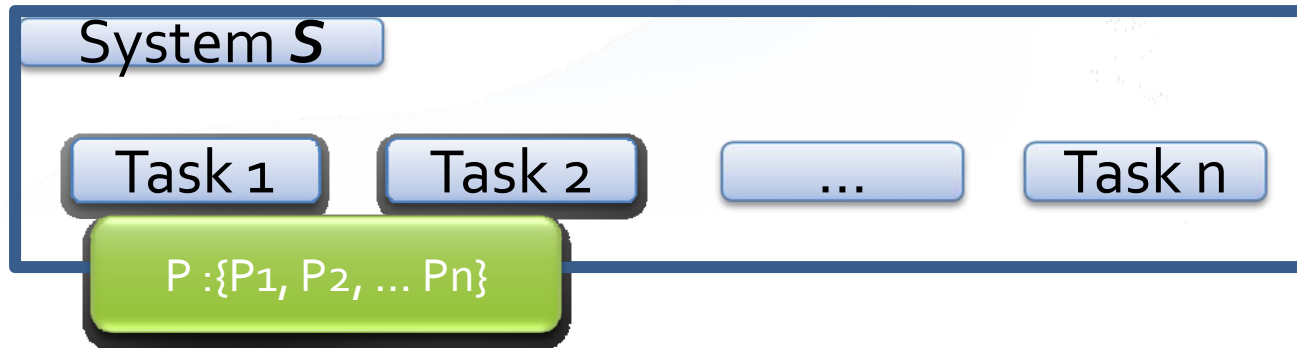 System S
Task 1 Task 2 ... Task n
P :{P1, P2, ... Pn}